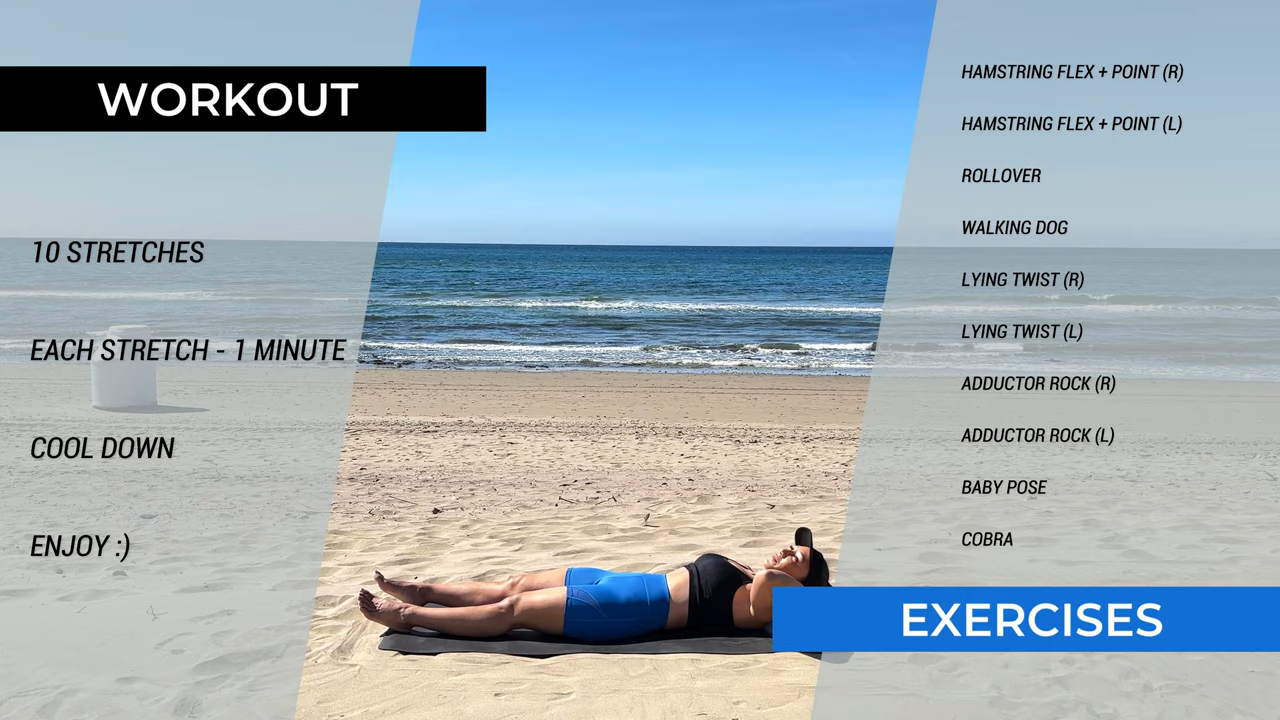 WORKOUT
10 STRETCHES
EACH STRETCH - 1 MINUTE
COOL DOWN
ENJOY :)
HAMSTRING FLEX + POINT (R)
HAMSTRING FLEX + POINT (L)
ROLLOVER
WALKING DOG
LYING TWIST (R)
LYING TWIST (L)
ADDUCTOR ROCK (R)
ADDUCTOR ROCK (L)
BABY POSE
COBRA
EXERCISES